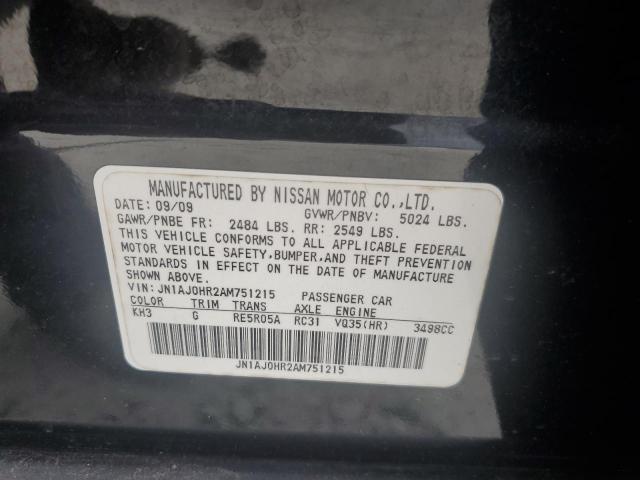 MANUFACTURED BY NISSAN MOTOR CO.,LTD.
DATE: 09/09 GVWR/PNBV: 5024 LBS.
GAWR/PNBE FR: 2484 LBS. RR: 2549 LBS.
THIS VEHICLE CONFORMS TO ALL APPLICABLE FEDERAL
MOTOR VEHICLE SAFETY,BUMPER,AND THEFT PREVENTION
STANDARDS IN EFFECT ON THE DATE OF MANUFACTURE
SHOWN ABOVE.
VIN: JN1AJ0HR2AM751215 PASSENGER CAR
COLOR TRIM TRANS AXLE ENGINE
KH3 G RE5R05A RC31 VQ35(HR) 3498CC
JN1AJ0HR2AM751215